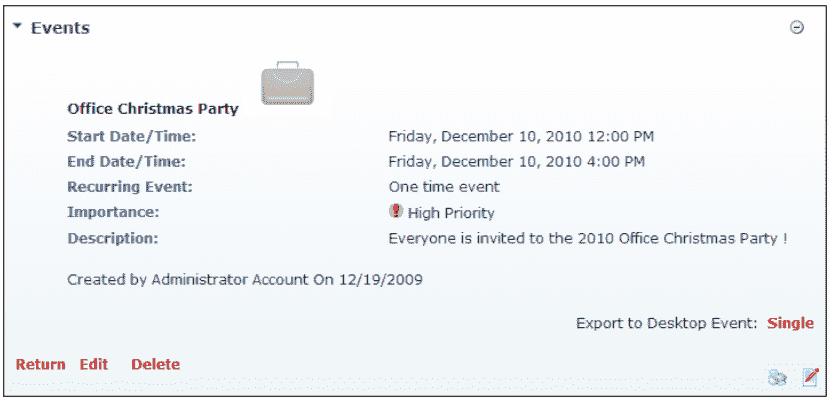 Events
Office Christmas Party
Start Date/Time: Friday, December 10, 2010 12:00 PM
End Date/Time: Friday, December 10, 2010 4:00 PM
Recurring Event: One time event
Importance: High Priority
Description: Everyone is invited to the 2010 Office Christmas Party !
Created by Administrator Account On 12/19/2009
Export to Desktop Event: Single
Return Edit Delete